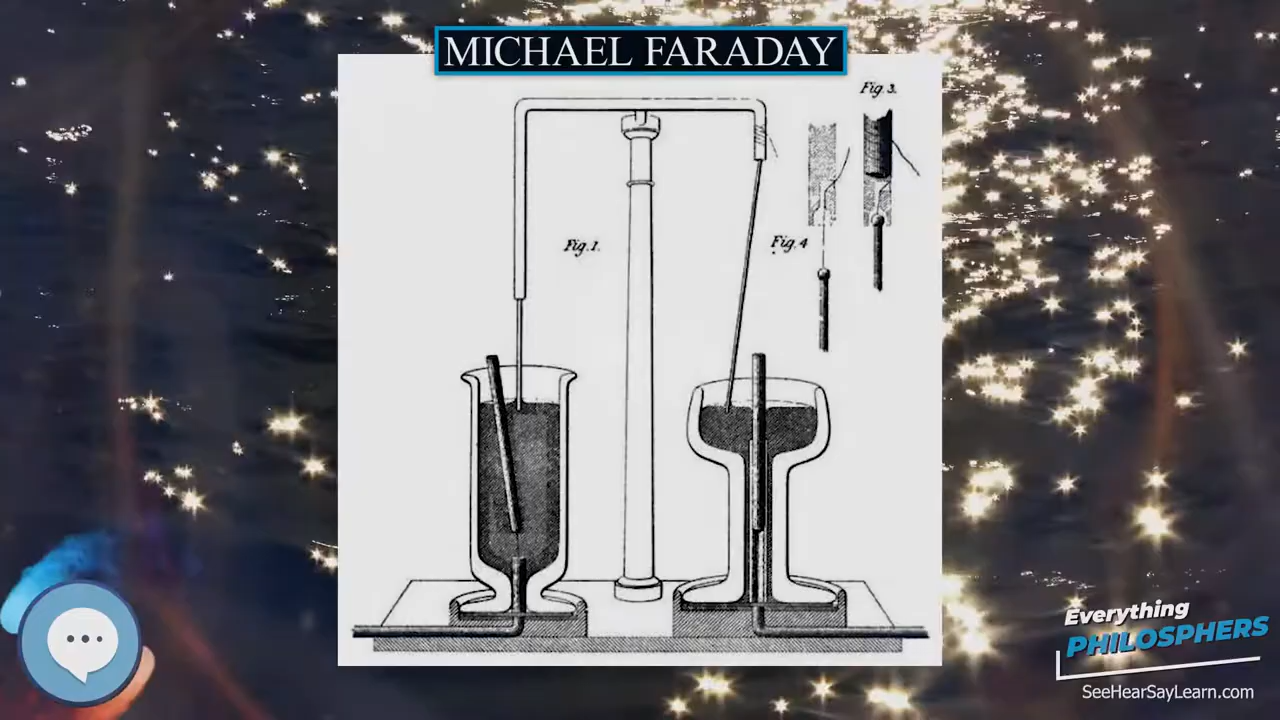 MICHAEL FARADAY
Fig. 3.
Fig. 1.
Fig. 4
Everything
PHILOSPHERS
SeeHearSayLearn.com